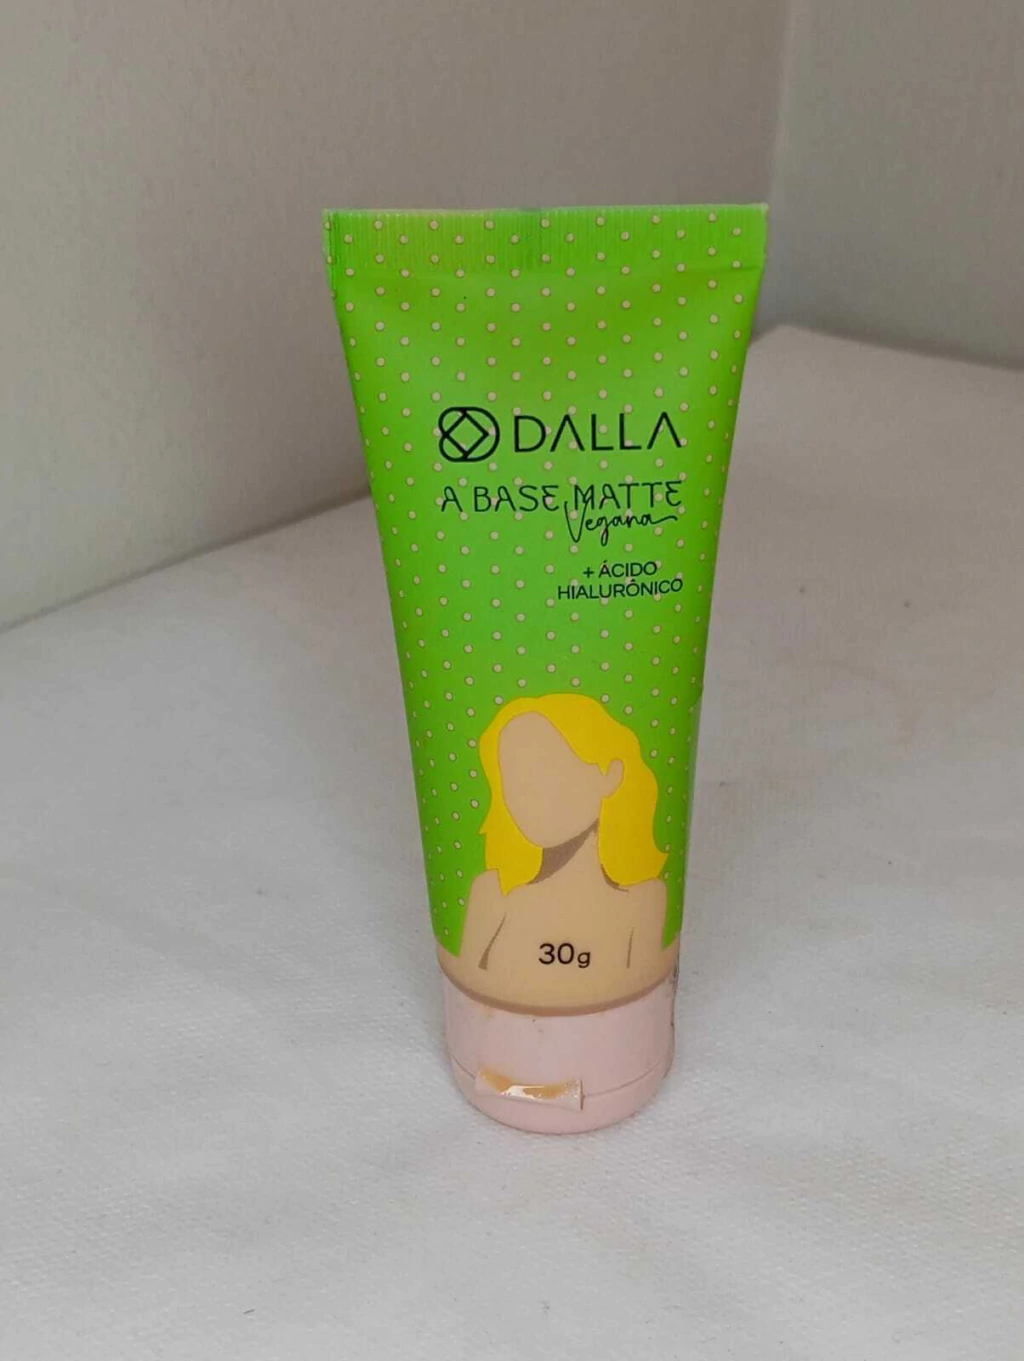 DALLA
A BASE MATTE
Vegana
+ ÁCIDO
HIALURÔNICO
30g